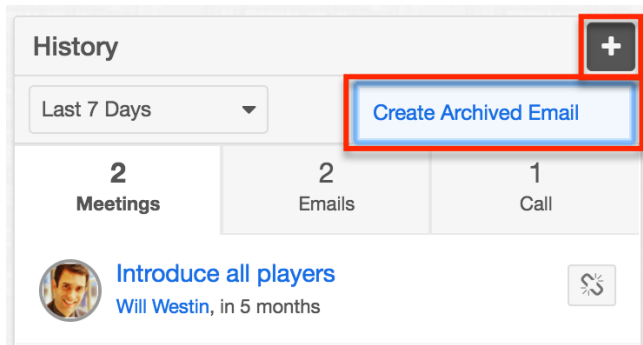 History
+
Last 7 Days
Create Archived Email
2 2 1
Meetings Emails Call
Introduce all players
Will Westin, in 5 months